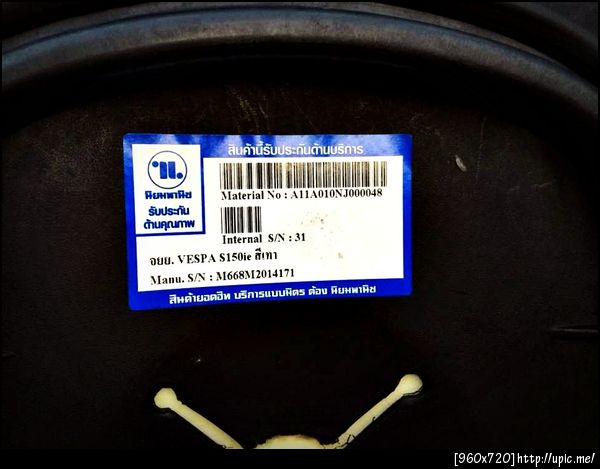 สินค้านี้รับประกันด้านบริการ
น.
นิยมพานิช
รับประกัน
ด้านคุณภาพ
Material No : A11A010NJ000048
Internal S/N : 31
จยย. VESPA S150ie สีเทา
Manu. S/N : M668M2014171
สินค้ายอดฮิท บริการแบบมิตร ต้อง นิยมพานิช
[960x720]http://upic.me/